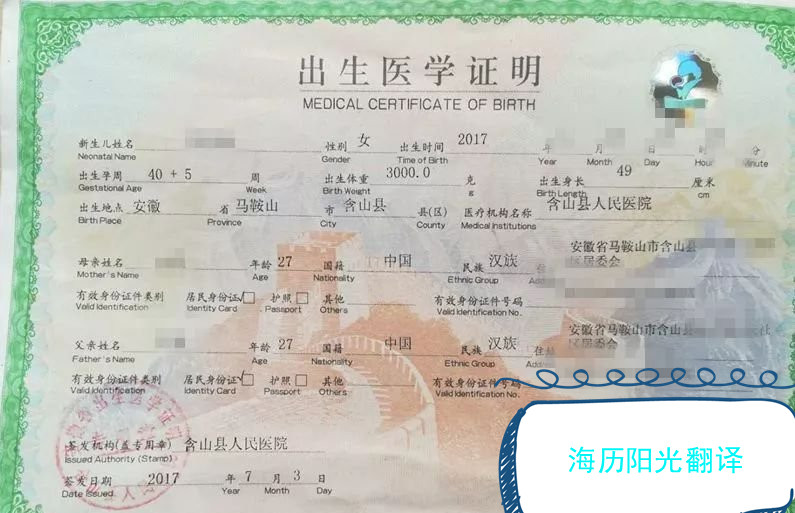 出生医学证明
MEDICAL CERTIFICATE OF BIRTH
新生儿姓名 性别 女 出生时间 2017 年 月 日 时 分
Neonatal Name Gender Time of Birth Year Month Day Hour Minute
出生孕周 40 + 5 周 出生体重 3000.0 克 出生身长 49 厘米
Gestational Age Week Birth Weight g Birth Length cm
出生地点 安徽 省 马鞍山 市 含山县 县(区) 医疗机构名称 含山县人民医院
Birth Place Province City County Medical Institutions
安徽省马鞍山市含山县
母亲姓名 年龄 27 国籍 中国 民族 汉族 居委会
Mother's Name Age Nationality Ethnic Group
有效身份证件类别 居民身份证 护照 其他 有效身份证件号码
Valid Identification Identity Card Passport Others Valid Identification No.
安徽省马鞍山市含山县
父亲姓名 年龄 27 国籍 中国 民族 汉族 住址 居委会
Father's Name Age Nationality Ethnic Group Add
有效身份证件类别 居民身份证 护照 其他 有效身份证件号码
Valid Identification Identity Card Passport Others Valid Identification No.
签发机构(盖专用章) 含山县人民医院
Issued Authority (Stamp)
签发日期 2017 年 7 月 3 日
Date Issued Year Month Day
海历阳光翻译